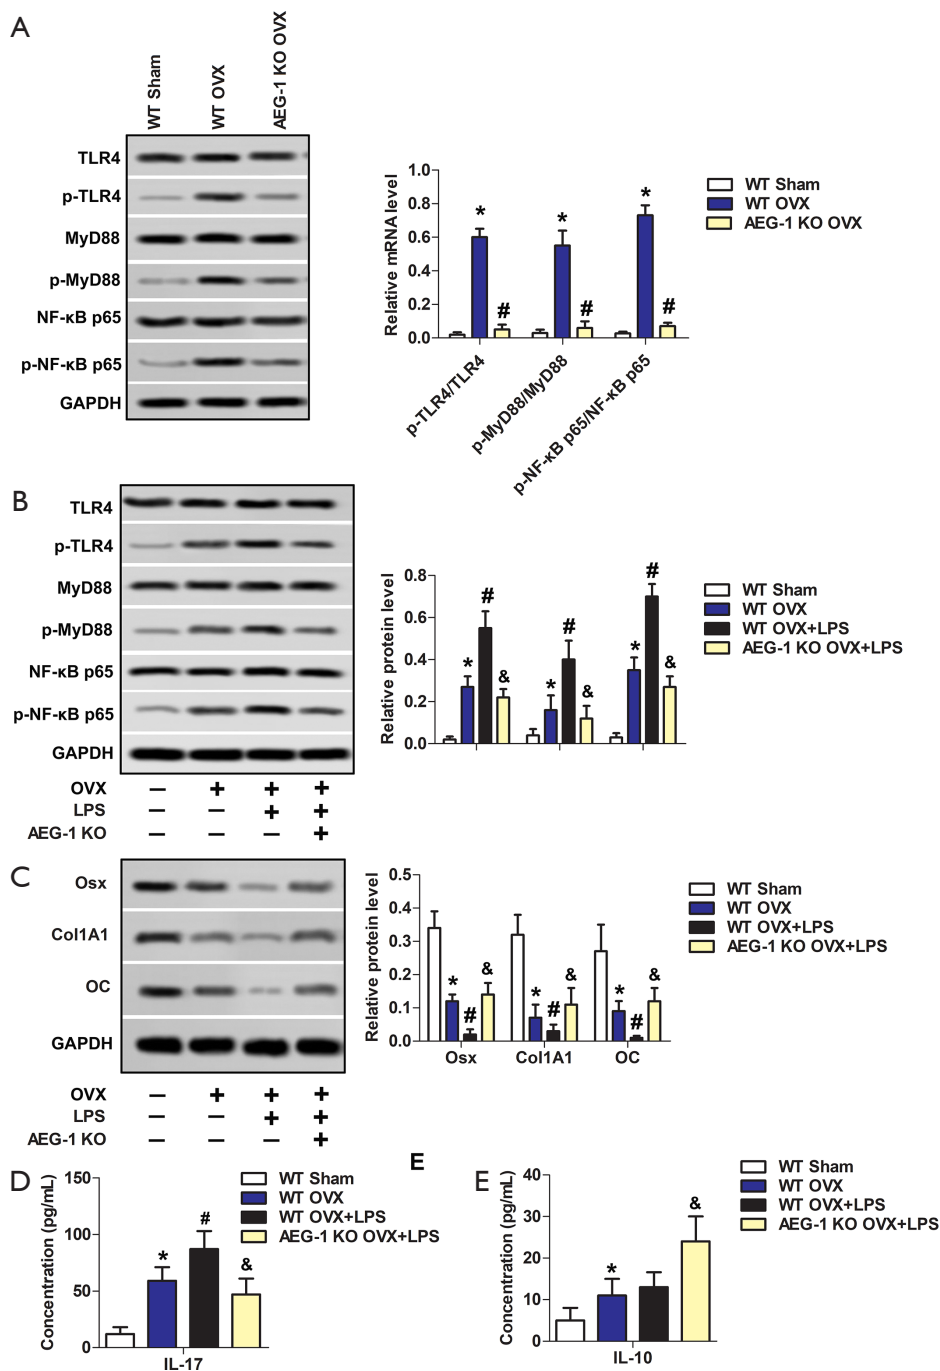 A
WT Sham
WT OVX
AEG-1 KO OVX
TLR4
p-TLR4
MyD88
p-MyD88
NF-κB p65
p-NF-κB p65
GAPDH
Relative mRNA level
1.0
0.8
0.6
0.4
0.2
0.0
*
#
*
#
*
#
p-TLR4/TLR4
p-MyD88/MyD88
p-NF-κB p65/NF-κB p65
WT Sham
WT OVX
AEG-1 KO OVX
B
TLR4
p-TLR4
MyD88
p-MyD88
NF-κB p65
p-NF-κB p65
GAPDH
OVX − + + +
LPS − − + +
AEG-1 KO − − − +
Relative protein level
0.8
0.6
0.4
0.2
0.0
*
#
&
*
#
&
*
#
&
WT Sham
WT OVX
WT OVX+LPS
AEG-1 KO OVX+LPS
C
Osx
Col1A1
OC
GAPDH
OVX − + + +
LPS − − + +
AEG-1 KO − − − +
Relative protein level
0.5
0.4
0.3
0.2
0.1
0.0
*
#
&
*
#
&
*
#
&
Osx Col1A1 OC
WT Sham
WT OVX
WT OVX+LPS
AEG-1 KO OVX+LPS
D
Concentration (pg/mL)
150
100
50
0
*
#
&
IL-17
WT Sham
WT OVX
WT OVX+LPS
AEG-1 KO OVX+LPS
E
E
Concentration (pg/mL)
40
30
20
10
0
*
&
IL-10
WT Sham
WT OVX
WT OVX+LPS
AEG-1 KO OVX+LPS